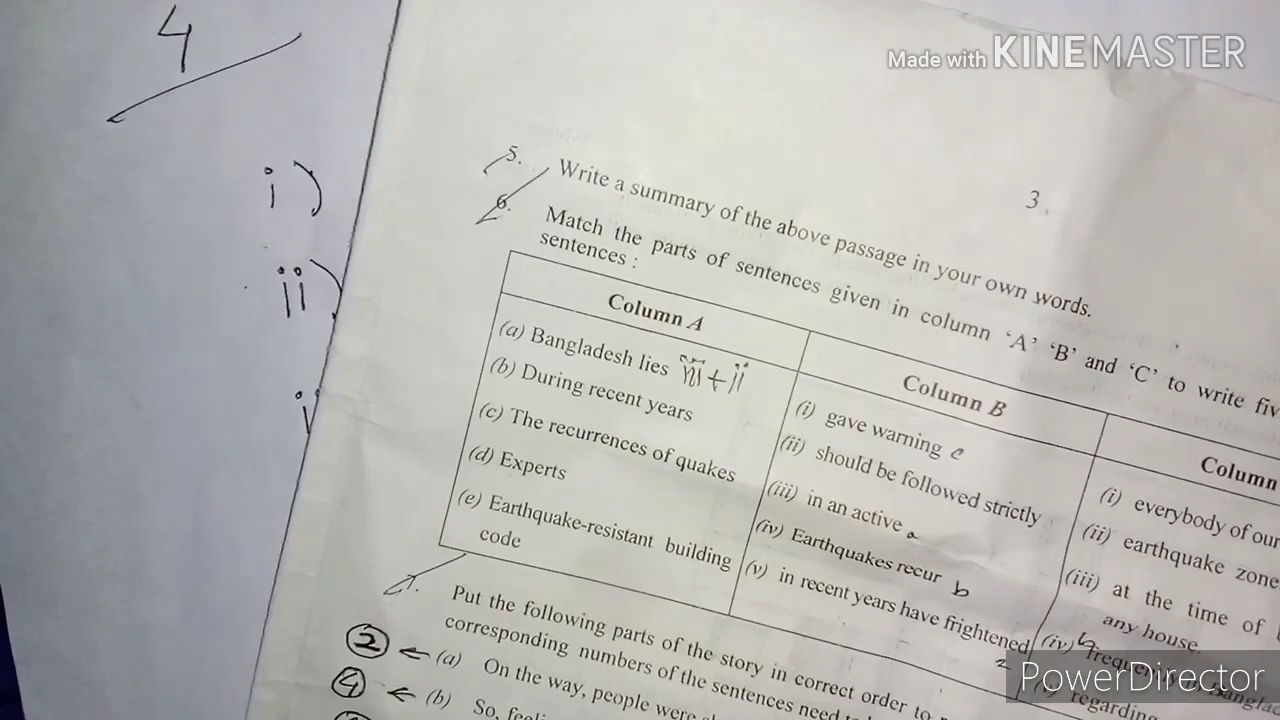 Made with KINEMASTER
4
i)
ii)
3
5. Write a summary of the above passage in your own words.
6. Match the parts of sentences given in column ‘A’ ‘B’ and ‘C’ to write
sentences :
Column A
(a) Bangladesh lies iii + ii
(b) During recent years
(c) The recurrences of quakes
(d) Experts
(e) Earthquake-resistant building
code
Column B
(i) gave warning
(ii) should be followed strictly
(iii) in an active a
(iv) Earthquakes recur b
(v) in recent years have frightened
Column
(i) everybody of our
(ii) earthquake zone
(iii) at the time of
any house.
(iv)
regarding
7. Put the following parts of the story in correct order to
corresponding numbers of the sentences need
2 ← (a) On the way, people were
4 ← (b) So,
PowerDirector